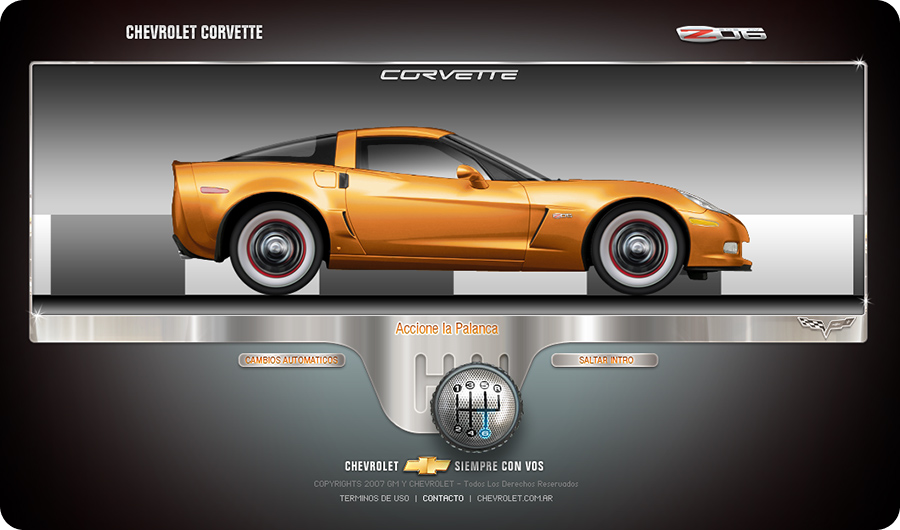 CHEVROLET CORVETTE
Z06
CORVETTE
Z06
Accione la Palanca
CAMBIOS AUTOMATICOS
SALTAR INTRO
1 3 5 R
2 4 6
CHEVROLET SIEMPRE CON VOS
COPYRIGHTS 2007 GM Y CHEVROLET - Todos Los Derechos Reservados
TERMINOS DE USO | CONTACTO | CHEVROLET.COM.AR